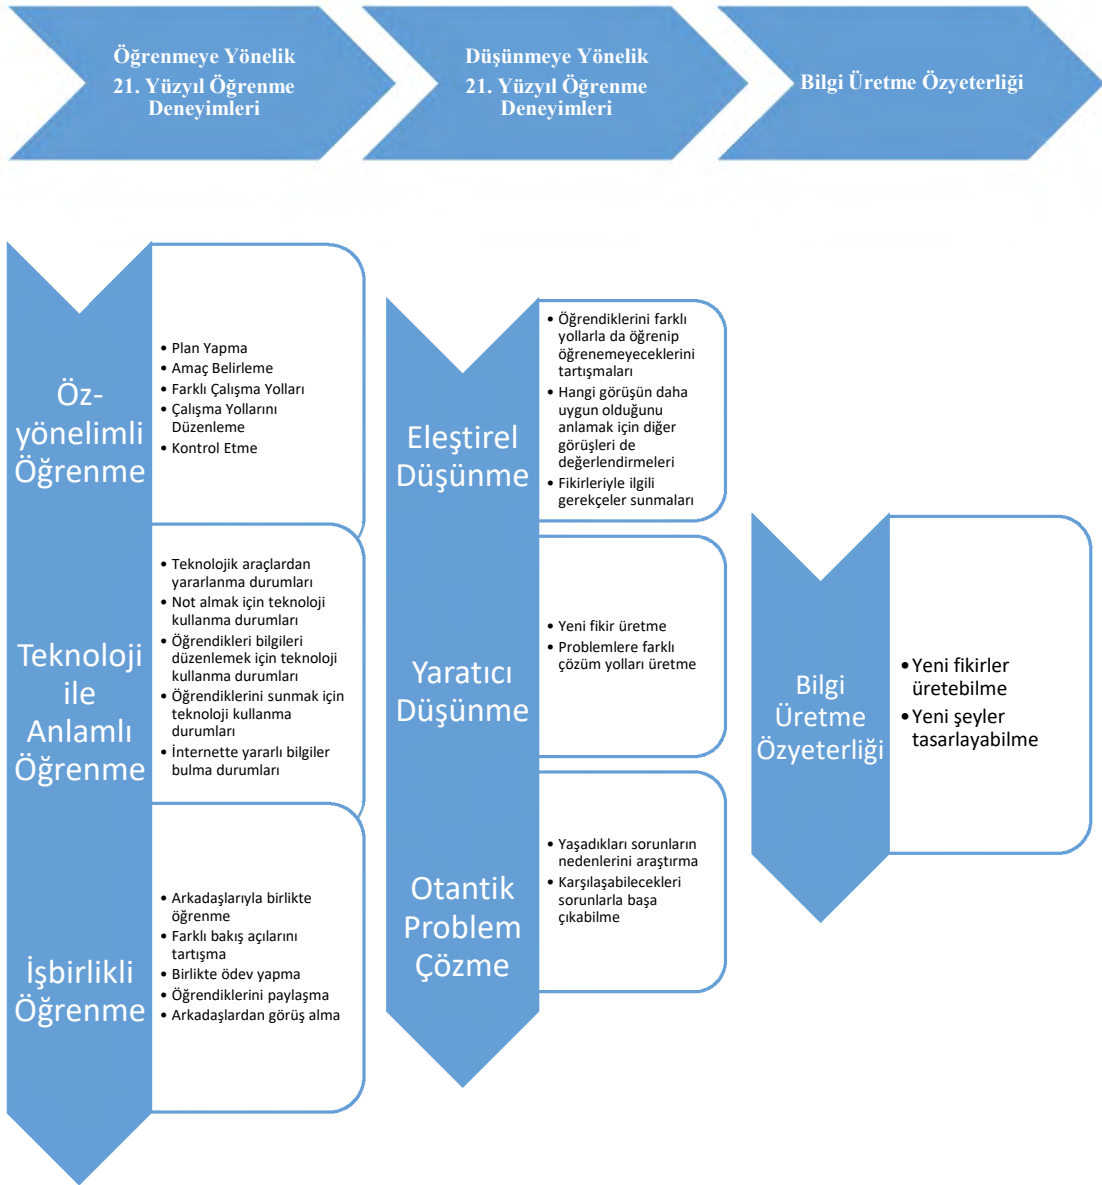 Öğrenmeye Yönelik
21. Yüzyıl Öğrenme
Deneyimleri
Düşünmeye Yönelik
21. Yüzyıl Öğrenme
Deneyimleri
Bilgi Üretme Özyeterliği
Öz-
yönelimli
Öğrenme
• Plan Yapma
• Amaç Belirleme
• Farklı Çalışma Yolları
• Çalışma Yollarını
Düzenleme
• Kontrol Etme
Teknoloji
ile
Anlamlı
Öğrenme
• Teknolojik araçlardan
yararlanma durumları
• Not almak için teknoloji
kullanma durumları
• Öğrendikleri bilgileri
düzenlemek için teknoloji
kullanma durumları
• Öğrendiklerini sunmak için
teknoloji kullanma
durumları
• İnternette yararlı bilgiler
bulma durumları
İşbirlikli
Öğrenme
• Arkadaşlarıyla birlikte
öğrenme
• Farklı bakış açılarını
tartışma
• Birlikte ödev yapma
• Öğrendiklerini paylaşma
• Arkadaşlardan görüş alma
Eleştirel
Düşünme
• Öğrendiklerini farklı
yollarla da öğrenip
öğrenemeyeceklerini
tartışmaları
• Hangi görüşün daha
uygun olduğunu
anlamak için diğer
görüşleri de
değerlendirmeleri
• Fikirleriyle ilgili
gerekçeler sunmaları
Yaratıcı
Düşünme
• Yeni fikir üretme
• Problemlere farklı
çözüm yolları üretme
Otantik
Problem
Çözme
• Yaşadıkları sorunların
nedenlerini araştırma
• Karşılaşabilecekleri
sorunlarla başa
çıkabilme
Bilgi
Üretme
Özyeterliği
• Yeni fikirler
üretebilme
• Yeni şeyler
tasarlayabilme